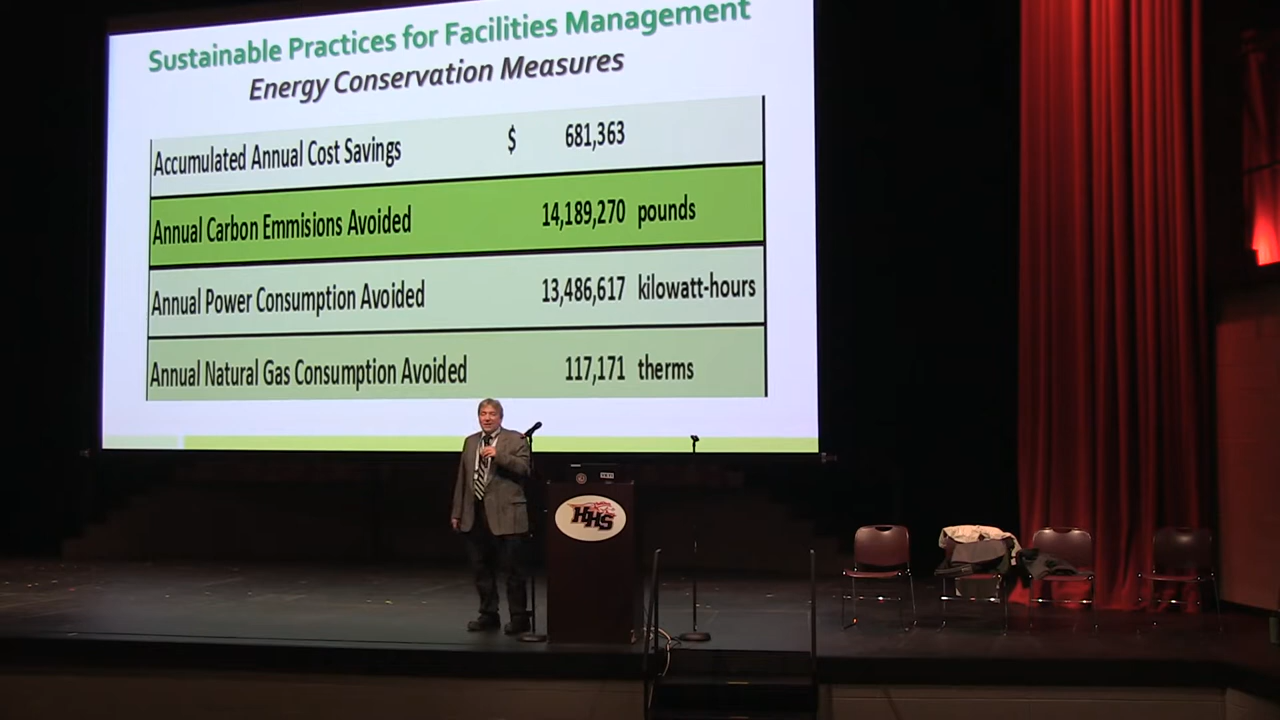 Sustainable Practices for Facilities Management
Energy Conservation Measures
Accumulated Annual Cost Savings $ 681,363
Annual Carbon Emmisions Avoided 14,189,270 pounds
Annual Power Consumption Avoided 13,486,617 kilowatt-hours
Annual Natural Gas Consumption Avoided 117,171 therms
HHS